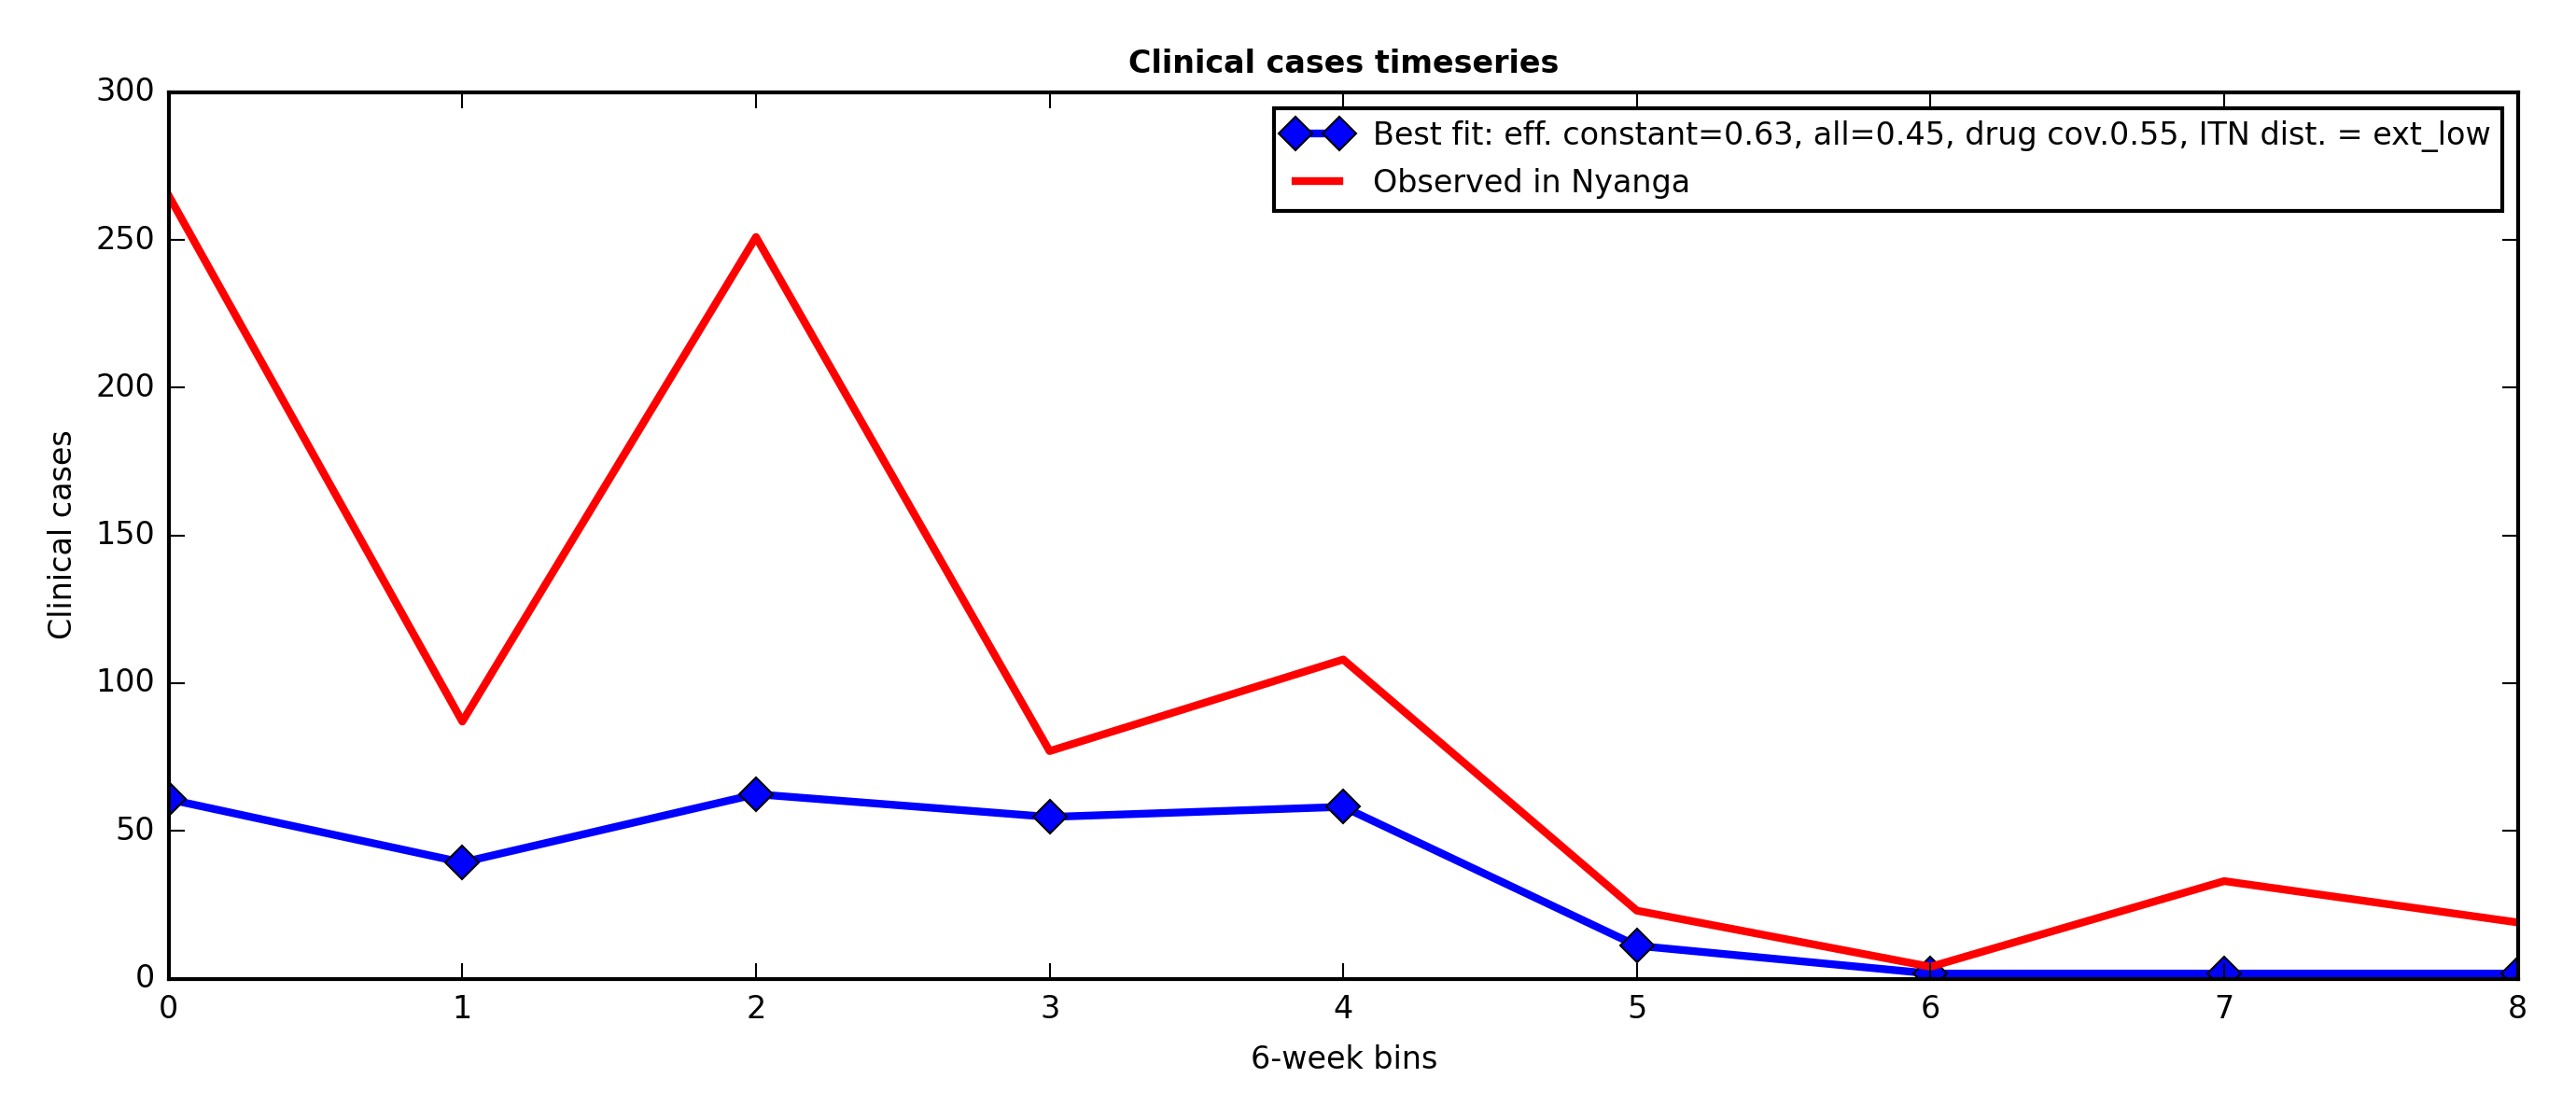 Clinical cases timeseries
300
250
200
150
100
50
0
Clinical cases
Best fit: eff. constant=0.63, all=0.45, drug cov.0.55, ITN dist. = ext_low
Observed in Nyanga
0 1 2 3 4 5 6 7 8
6-week bins